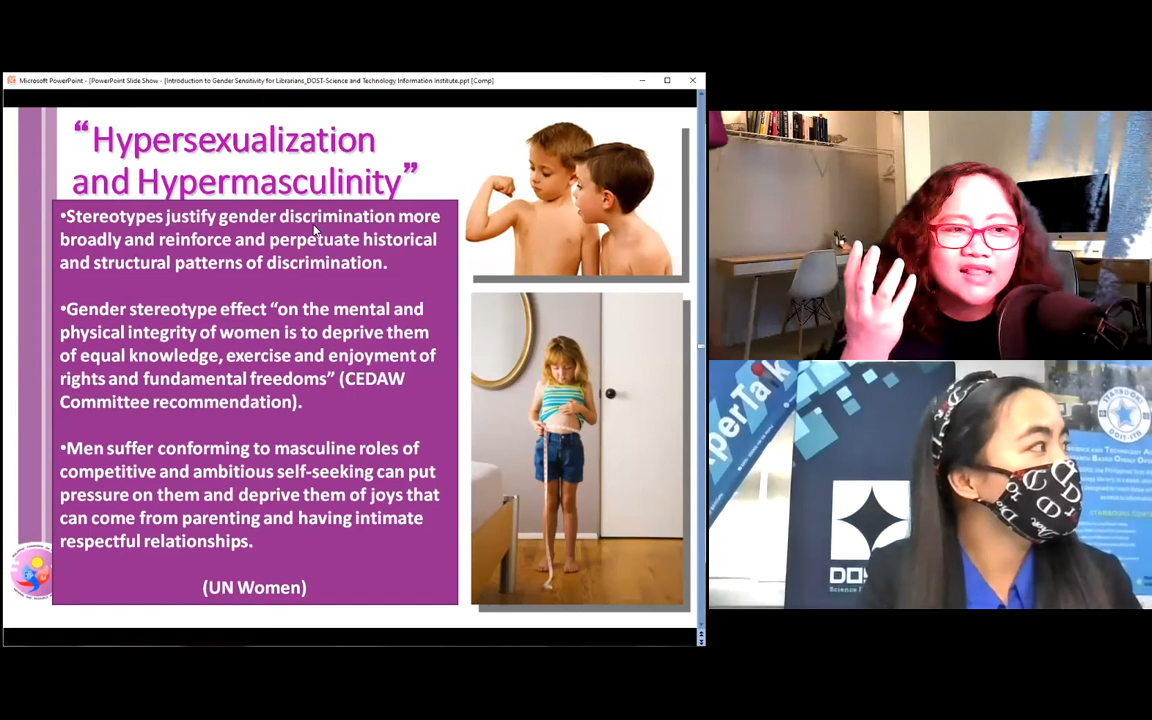 Microsoft PowerPoint - [PowerPoint Slide Show - [Introduction to Gender Sensitivity for Librarians_DOST-Science and Technology Information Institute.ppt [Comp]
“Hypersexualization
and Hypermasculinity”
•Stereotypes justify gender discrimination more
broadly and reinforce and perpetuate historical
and structural patterns of discrimination.
•Gender stereotype effect “on the mental and
physical integrity of women is to deprive them
of equal knowledge, exercise and enjoyment of
rights and fundamental freedoms” (CEDAW
Committee recommendation).
•Men suffer conforming to masculine roles of
competitive and ambitious self-seeking can put
pressure on them and deprive them of joys that
can come from parenting and having intimate
respectful relationships.
(UN Women)
perTalk
STARBOOKS
DOST-STII